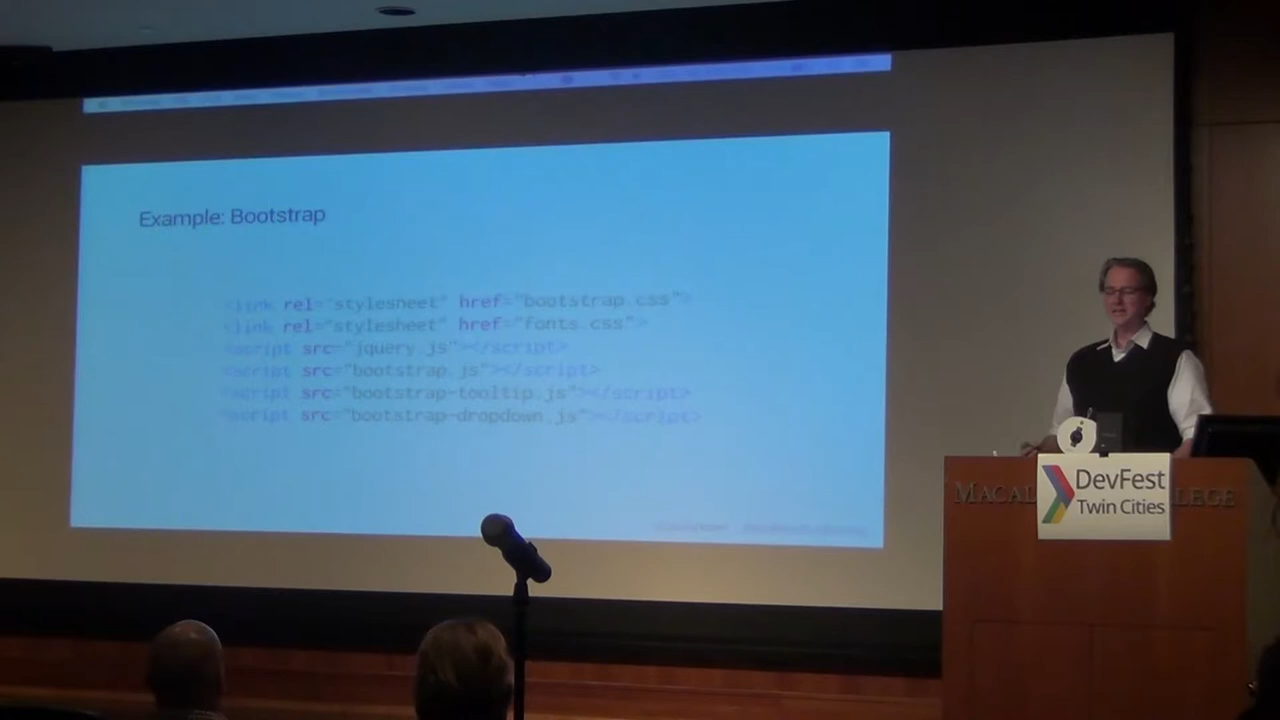 Example: Bootstrap
<link rel="stylesheet" href="bootstrap.css">
<link rel="stylesheet" href="fonts.css">
<script src="jquery.js"></script>
<script src="bootstrap.js"></script>
<script src="bootstrap-tooltip.js"></script>
<script src="bootstrap-dropdown.js"></script>
DevFest
Twin Cities
MACAL LEGE